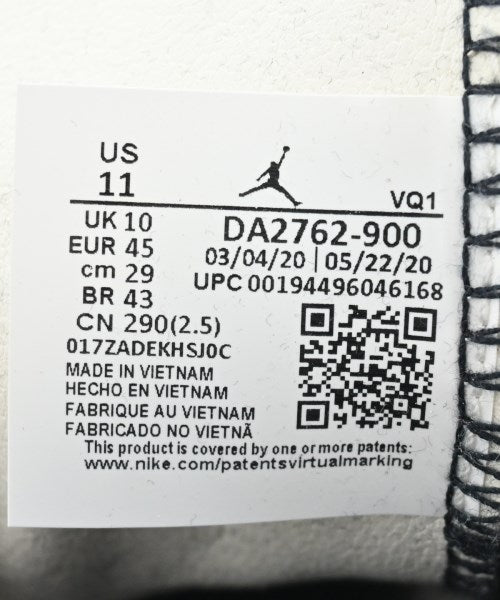 US
11
VQ1
UK 10
EUR 45
cm 29
BR 43
CN 290(2.5)
DA2762-900
03/04/20 | 05/22/20
UPC 00194496046168
017ZADEKHSJ0C
MADE IN VIETNAM
HECHO EN VIETNAM
FABRIQUE AU VIETNAM
FABRICADO NO VIETNÃ
This product is covered by one or more patents:
www.nike.com/patentsvirtualmarking